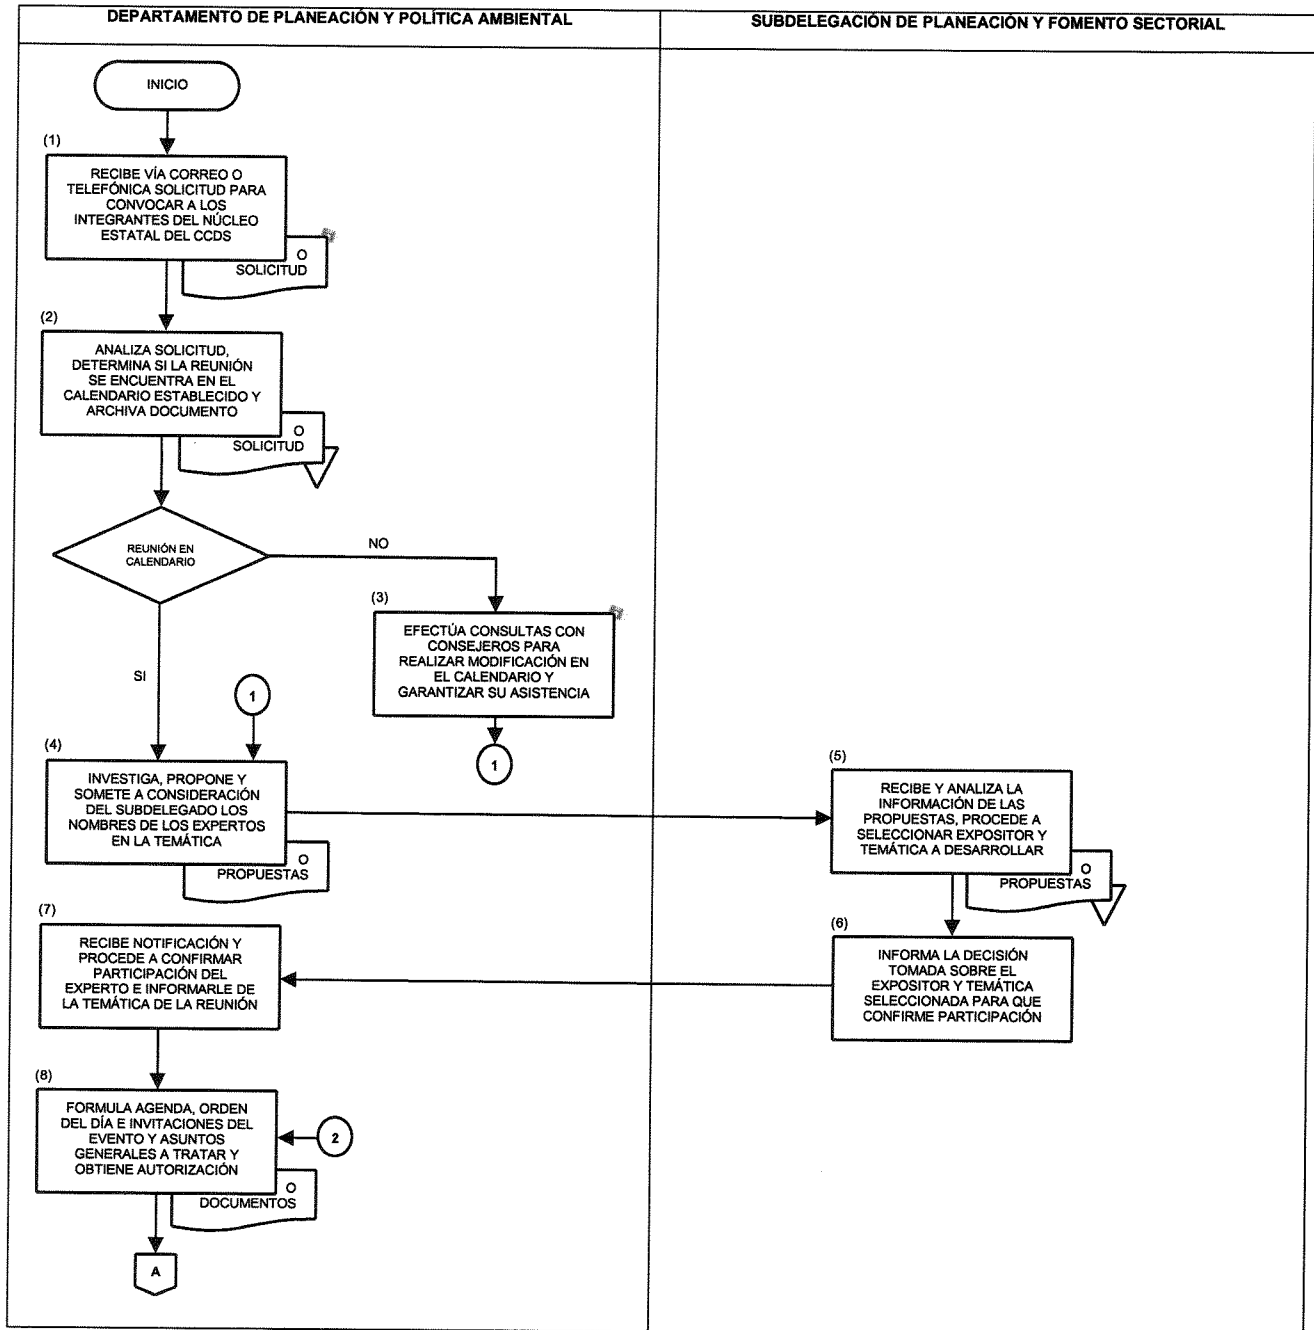 DEPARTAMENTO DE PLANEACIÓN Y POLÍTICA AMBIENTAL
SUBDELEGACIÓN DE PLANEACIÓN Y FOMENTO SECTORIAL
INICIO
(1)
RECIBE VÍA CORREO O
TELEFÓNICA SOLICITUD PARA
CONVOCAR A LOS
INTEGRANTES DEL NÚCLEO
ESTATAL DEL CCDS
O
SOLICITUD
(2)
ANALIZA SOLICITUD,
DETERMINA SI LA REUNIÓN
SE ENCUENTRA EN EL
CALENDARIO ESTABLECIDO Y
ARCHIVA DOCUMENTO
O
SOLICITUD
REUNIÓN EN
CALENDARIO
NO
(3)
EFECTÚA CONSULTAS CON
CONSEJEROS PARA
REALIZAR MODIFICACIÓN EN
EL CALENDARIO Y
GARANTIZAR SU ASISTENCIA
1
SI
1
(4)
INVESTIGA, PROPONE Y
SOMETE A CONSIDERACIÓN
DEL SUBDELEGADO LOS
NOMBRES DE LOS EXPERTOS
EN LA TEMÁTICA
O
PROPUESTAS
(5)
RECIBE Y ANALIZA LA
INFORMACIÓN DE LAS
PROPUESTAS, PROCEDE A
SELECCIONAR EXPOSITOR Y
TEMÁTICA A DESARROLLAR
O
PROPUESTAS
(6)
INFORMA LA DECISIÓN
TOMADA SOBRE EL
EXPOSITOR Y TEMÁTICA
SELECCIONADA PARA QUE
CONFIRME PARTICIPACIÓN
(7)
RECIBE NOTIFICACIÓN Y
PROCEDE A CONFIRMAR
PARTICIPACIÓN DEL
EXPERTO E INFORMARLE DE
LA TEMÁTICA DE LA REUNIÓN
(8)
FORMULA AGENDA, ORDEN
DEL DÍA E INVITACIONES DEL
EVENTO Y ASUNTOS
GENERALES A TRATAR Y
OBTIENE AUTORIZACIÓN
2
O
DOCUMENTOS
A